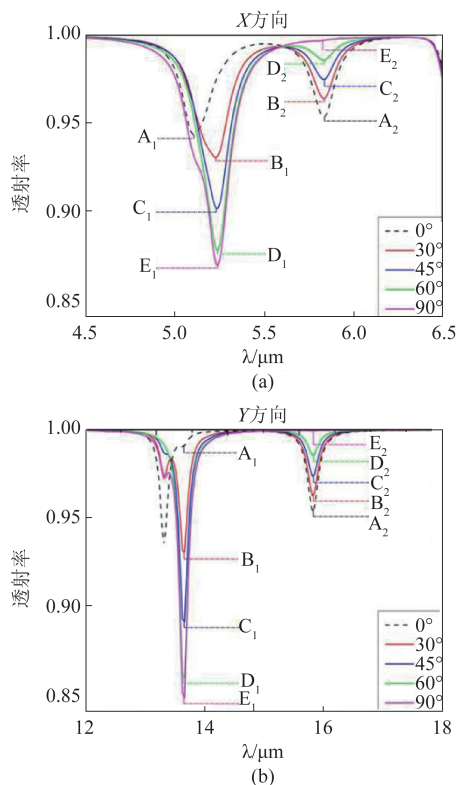 X方向
1.00
0.95
0.90
0.85
透射率
E₂
D₂
C₂
B₂
A₂
A₁
B₁
C₁
D₁
E₁
0°
30°
45°
60°
90°
4.5 5.0 5.5 6.0 6.5
λ/μm
(a)
Y方向
1.00
0.95
0.90
0.85
透射率
A₁
E₂
D₂
C₂
B₂
A₂
B₁
C₁
D₁
E
0°
30°
45°
60°
90°
12 14 16 18
λ/μm
(b)